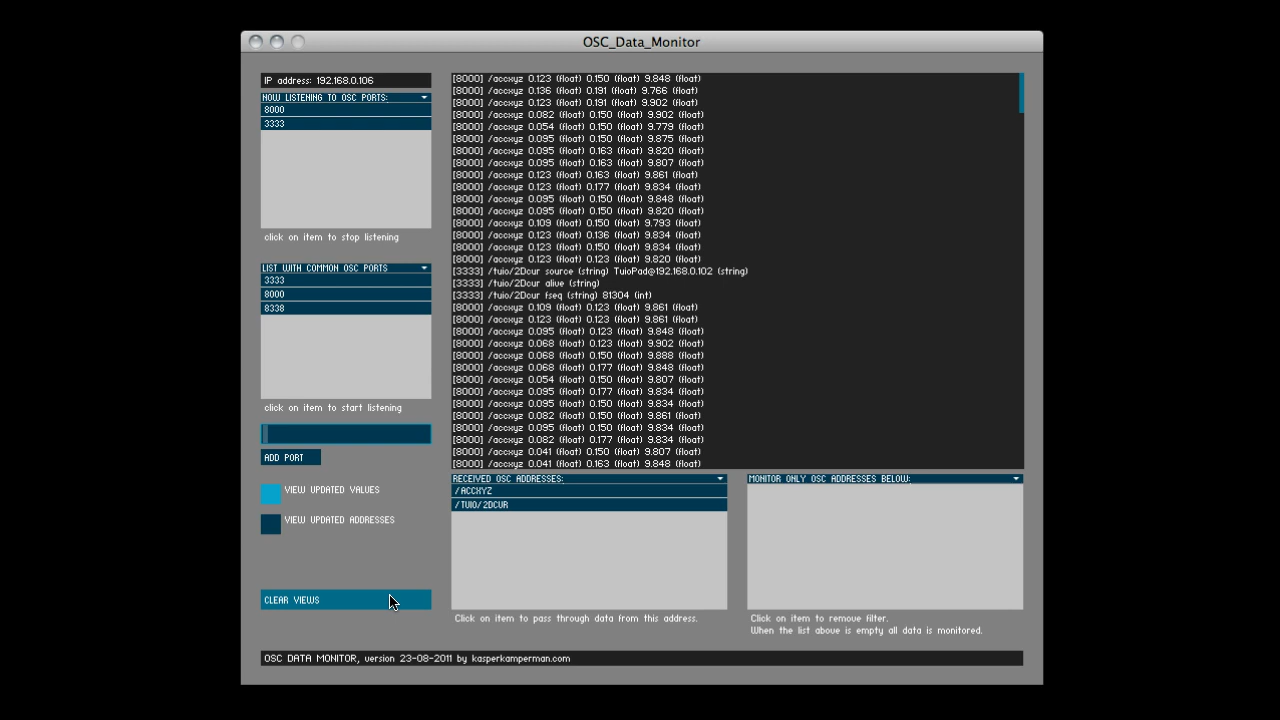 OSC_Data_Monitor
IP address: 192.168.0.106
NOW LISTENING TO OSC PORTS:
8000
3333
click on item to stop listening
LIST WITH COMMON OSC PORTS
3333
8000
8338
click on item to start listening
ADD PORT
VIEW UPDATED VALUES
VIEW UPDATED ADDRESSES
CLEAR VIEWS
[8000] /accxyz 0.123 (float) 0.150 (float) 9.848 (float)
[8000] /accxyz 0.136 (float) 0.191 (float) 9.766 (float)
[8000] /accxyz 0.123 (float) 0.191 (float) 9.902 (float)
[8000] /accxyz 0.082 (float) 0.150 (float) 9.902 (float)
[8000] /accxyz 0.054 (float) 0.150 (float) 9.779 (float)
[8000] /accxyz 0.095 (float) 0.150 (float) 9.875 (float)
[8000] /accxyz 0.095 (float) 0.163 (float) 9.820 (float)
[8000] /accxyz 0.095 (float) 0.163 (float) 9.807 (float)
[8000] /accxyz 0.123 (float) 0.163 (float) 9.861 (float)
[8000] /accxyz 0.123 (float) 0.177 (float) 9.834 (float)
[8000] /accxyz 0.095 (float) 0.150 (float) 9.848 (float)
[8000] /accxyz 0.095 (float) 0.150 (float) 9.820 (float)
[8000] /accxyz 0.109 (float) 0.150 (float) 9.793 (float)
[8000] /accxyz 0.123 (float) 0.136 (float) 9.834 (float)
[8000] /accxyz 0.123 (float) 0.150 (float) 9.834 (float)
[8000] /accxyz 0.123 (float) 0.123 (float) 9.820 (float)
[3333] /tuio/2Dcur source (string) TuioPad@192.168.0.102 (string)
[3333] /tuio/2Dcur alive (string)
[3333] /tuio/2Dcur fseq (string) 81304 (int)
[8000] /accxyz 0.109 (float) 0.123 (float) 9.861 (float)
[8000] /accxyz 0.123 (float) 0.123 (float) 9.861 (float)
[8000] /accxyz 0.095 (float) 0.123 (float) 9.848 (float)
[8000] /accxyz 0.068 (float) 0.123 (float) 9.902 (float)
[8000] /accxyz 0.068 (float) 0.150 (float) 9.888 (float)
[8000] /accxyz 0.068 (float) 0.177 (float) 9.848 (float)
[8000] /accxyz 0.054 (float) 0.150 (float) 9.807 (float)
[8000] /accxyz 0.095 (float) 0.177 (float) 9.834 (float)
[8000] /accxyz 0.095 (float) 0.150 (float) 9.834 (float)
[8000] /accxyz 0.082 (float) 0.150 (float) 9.861 (float)
[8000] /accxyz 0.095 (float) 0.150 (float) 9.834 (float)
[8000] /accxyz 0.082 (float) 0.177 (float) 9.834 (float)
[8000] /accxyz 0.041 (float) 0.150 (float) 9.807 (float)
[8000] /accxyz 0.041 (float) 0.163 (float) 9.848 (float)
RECEIVED OSC ADDRESSES:
/ACCXYZ
/TUIO/2DCUR
Click on item to pass through data from this address.
MONITOR ONLY OSC ADDRESSES BELOW:
Click on item to remove filter.
When the list above is empty all data is monitored.
OSC DATA MONITOR, version 23-08-2011 by kasperkamperman.com